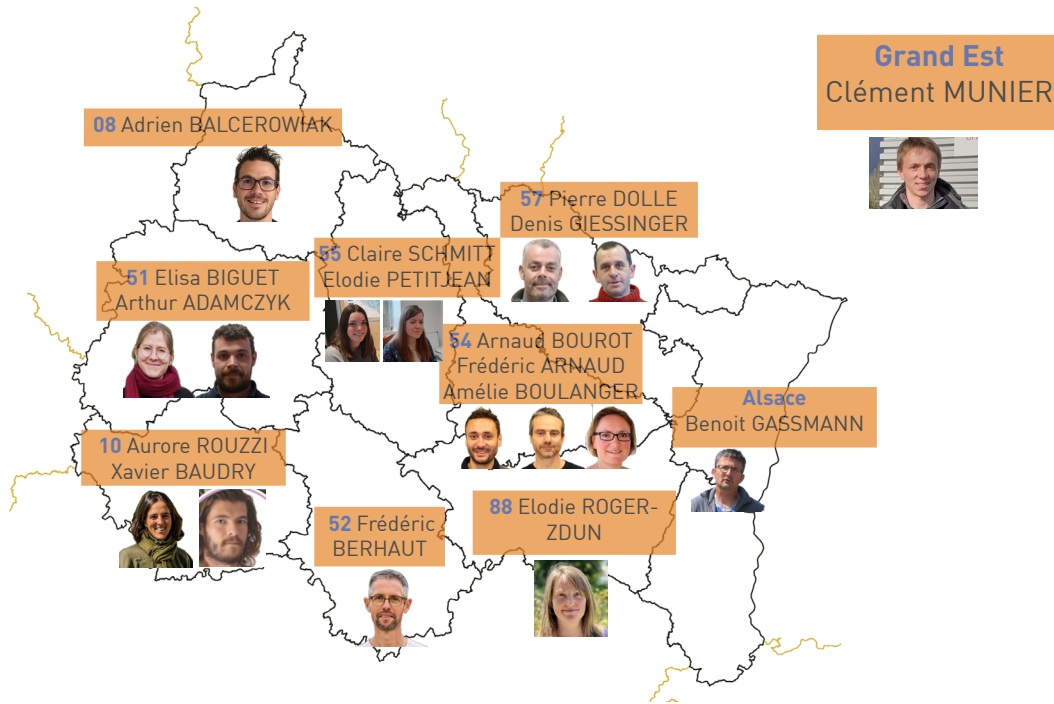 Grand Est
Clément MUNIER
08 Adrien BALCEROWIAK
57 Pierre DOLLE
Denis GIESSINGER
55 Claire SCHMITT
Elodie PETITJEAN
51 Elisa BIGUET
Arthur ADAMCZYK
54 Arnaud BOUROT
Frédéric ARNAUD
Amélie BOULANGER
Alsace
Benoit GASSMANN
10 Aurore ROUZZI
Xavier BAUDRY
88 Elodie ROGER-
ZDUN
52 Frédéric
BERHAUT